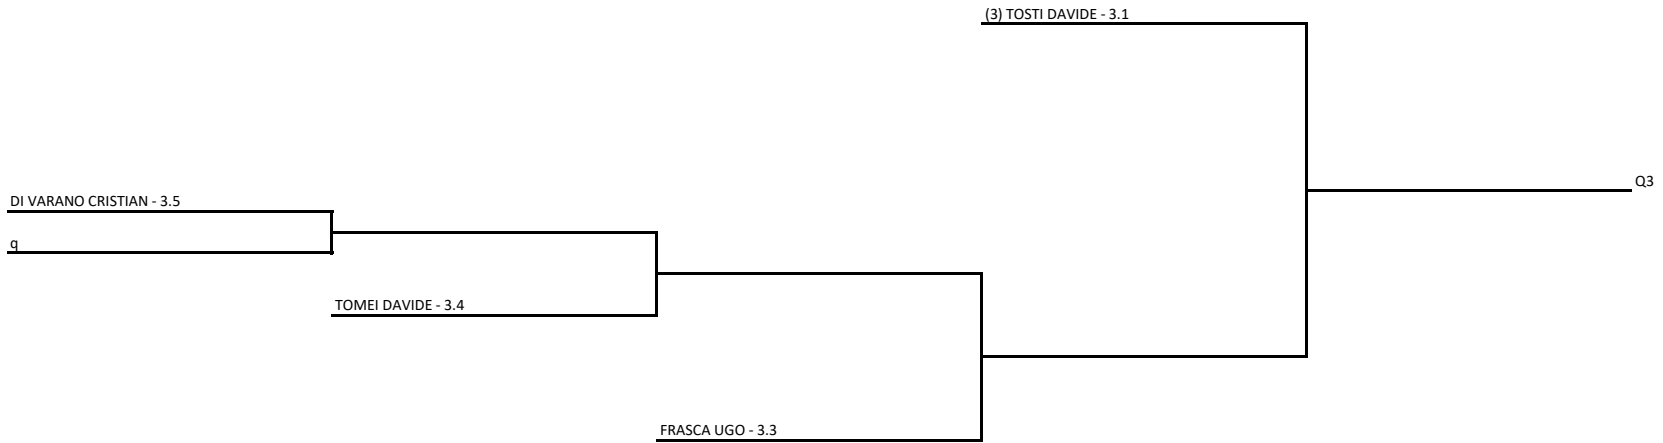 (3) TOSTI DAVIDE - 3.1
Q3
DI VARANO CRISTIAN - 3.5
q
TOMEI DAVIDE - 3.4
FRASCA UGO - 3.3